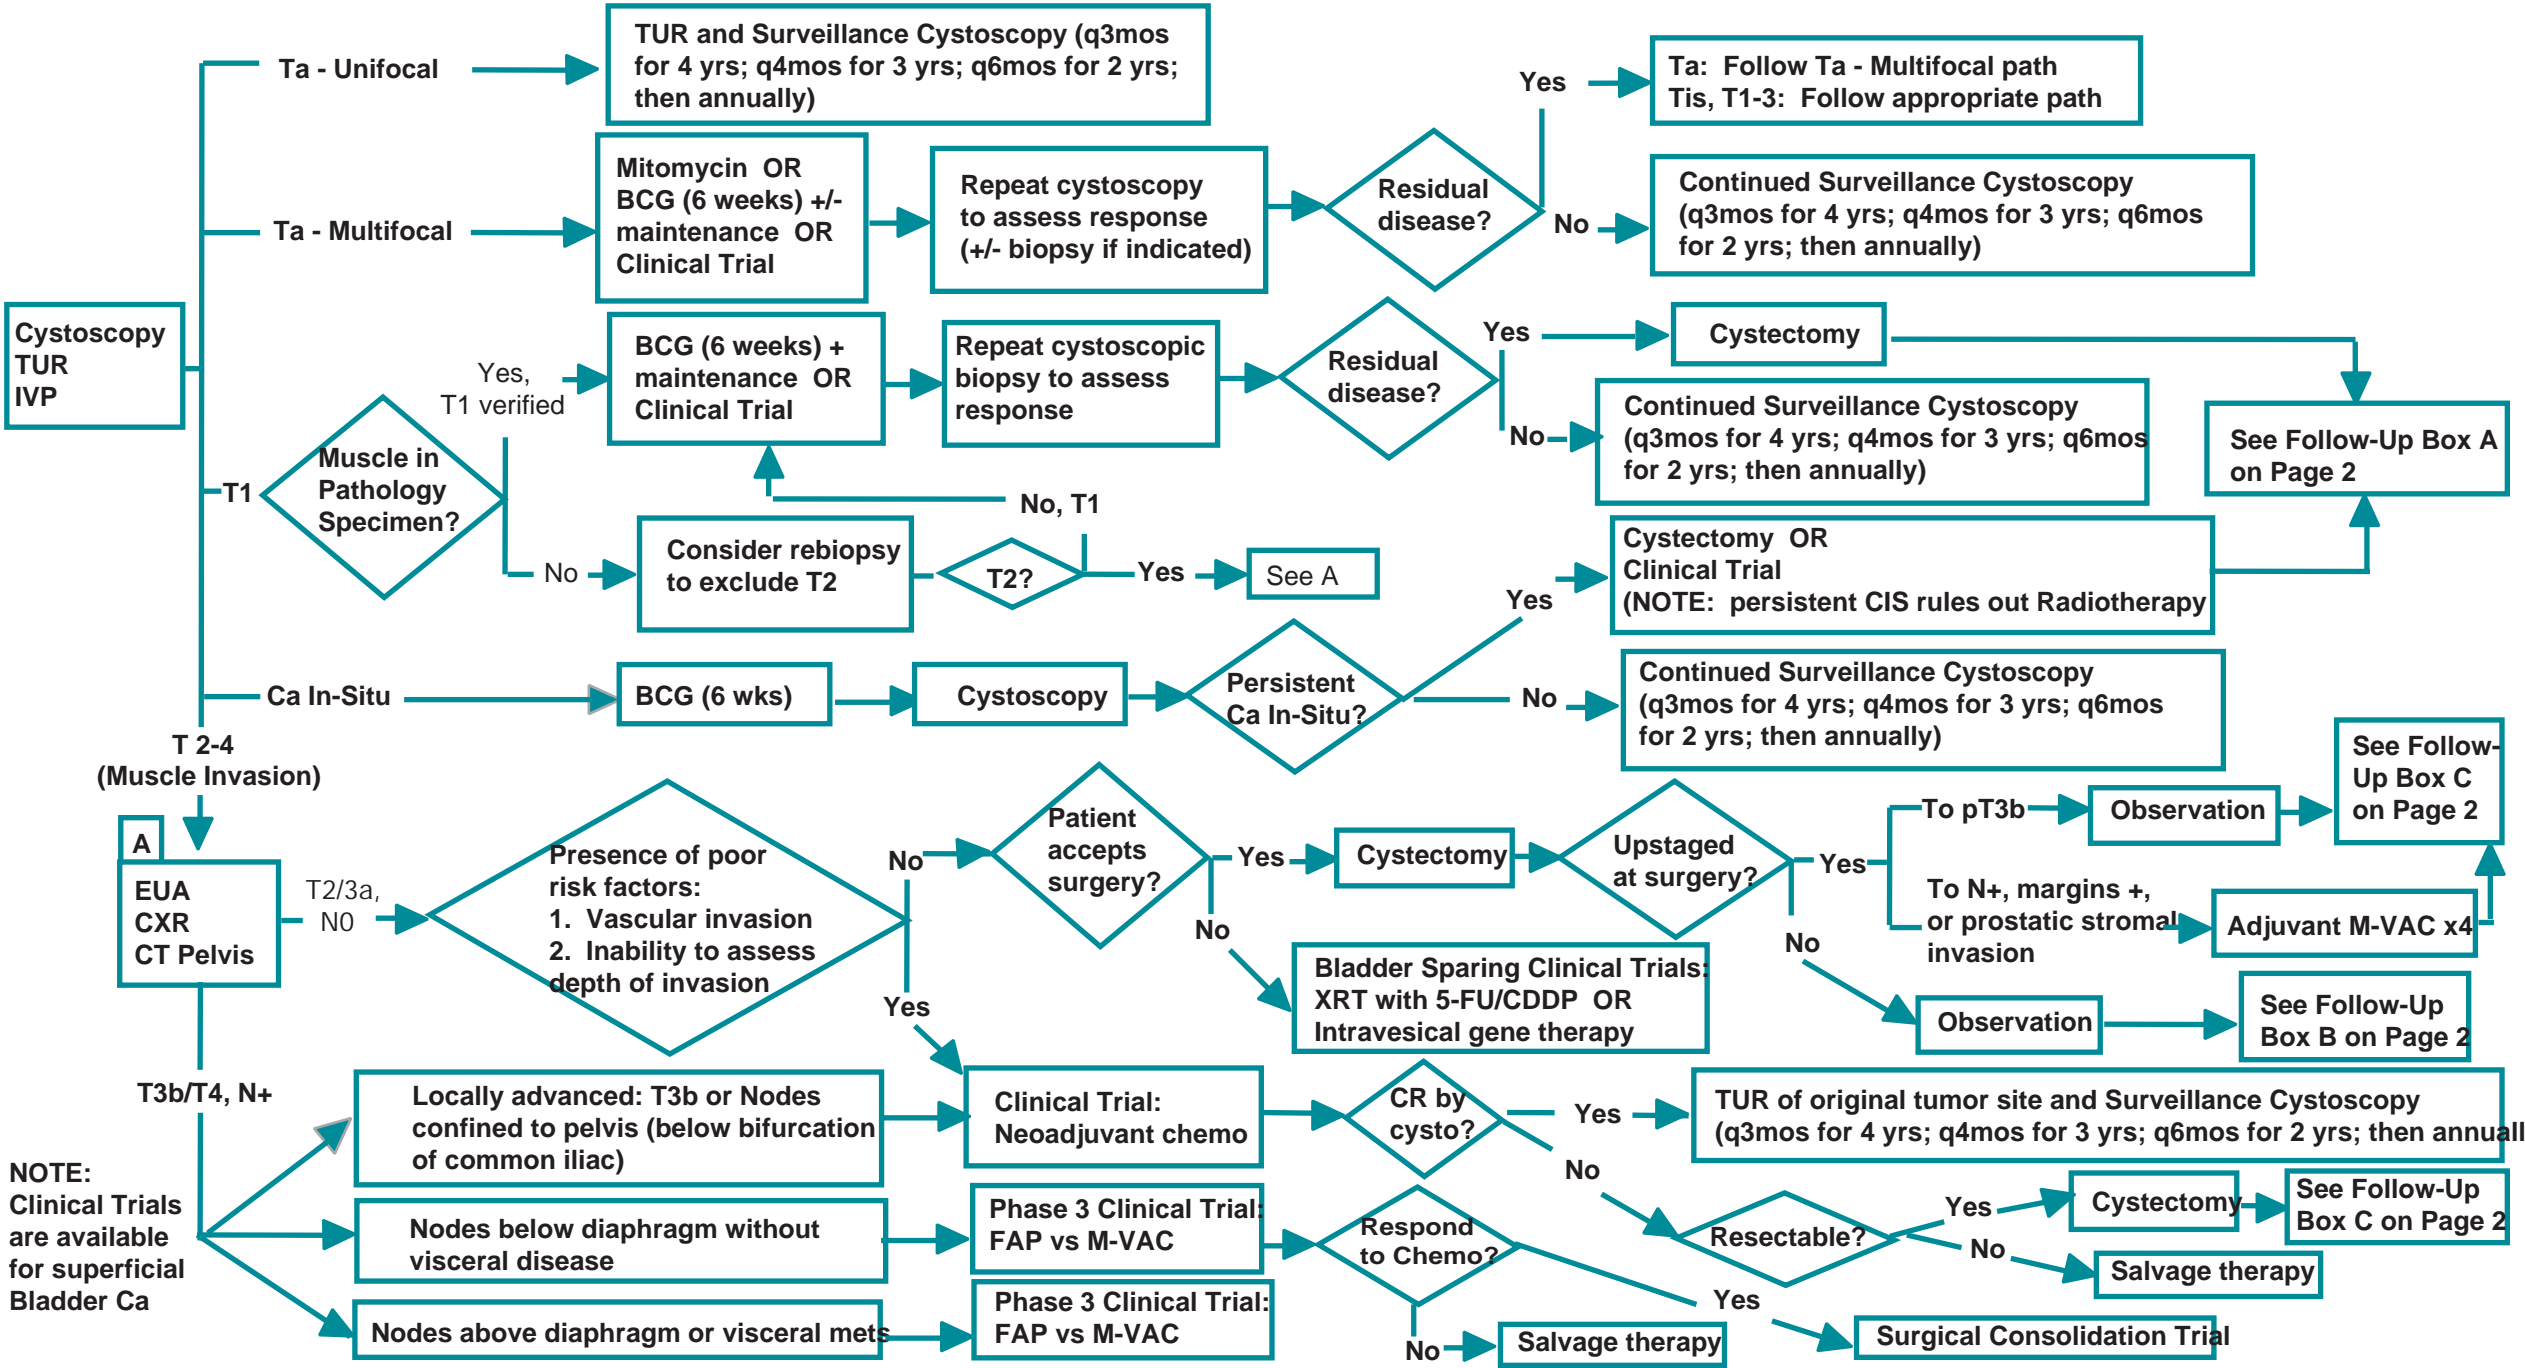 Ta - Unifocal
TUR and Surveillance Cystoscopy (q3mos
for 4 yrs; q4mos for 3 yrs; q6mos for 2 yrs;
then annually)
Ta - Multifocal
Mitomycin OR
BCG (6 weeks) +/-
maintenance OR
Clinical Trial
Repeat cystoscopy
to assess response
(+/- biopsy if indicated)
Residual
disease?
Yes
Ta: Follow Ta - Multifocal path
Tis, T1-3: Follow appropriate path
No
Continued Surveillance Cystoscopy
(q3mos for 4 yrs; q4mos for 3 yrs; q6mos
for 2 yrs; then annually)
Cystoscopy
TUR
IVP
T1
Muscle in
Pathology
Specimen?
Yes,
T1 verified
BCG (6 weeks) +
maintenance OR
Clinical Trial
Repeat cystoscopic
biopsy to assess
response
Residual
disease?
Yes
Cystectomy
No
Continued Surveillance Cystoscopy
(q3mos for 4 yrs; q4mos for 3 yrs; q6mos
for 2 yrs; then annually)
See Follow-Up Box A
on Page 2
No
Consider rebiopsy
to exclude T2
T2?
No, T1
Yes
See A
Ca In-Situ
BCG (6 wks)
Cystoscopy
Persistent
Ca In-Situ?
Yes
Cystectomy OR
Clinical Trial
(NOTE: persistent CIS rules out Radiotherapy
No
Continued Surveillance Cystoscopy
(q3mos for 4 yrs; q4mos for 3 yrs; q6mos
for 2 yrs; then annually)
T 2-4
(Muscle Invasion)
A
EUA
CXR
CT Pelvis
T2/3a,
N0
Presence of poor
risk factors:
1. Vascular invasion
2. Inability to assess
depth of invasion
No
Patient
accepts
surgery?
Yes
Cystectomy
Upstaged
at surgery?
Yes
To pT3b
Observation
See Follow-
Up Box C
on Page 2
To N+, margins +,
or prostatic stromal
invasion
Adjuvant M-VAC x4
No
Observation
See Follow-Up
Box B on Page 2
No
Bladder Sparing Clinical Trials:
XRT with 5-FU/CDDP OR
Intravesical gene therapy
Yes
T3b/T4, N+
Locally advanced: T3b or Nodes
confined to pelvis (below bifurcation
of common iliac)
Clinical Trial:
Neoadjuvant chemo
CR by
cysto?
Yes
TUR of original tumor site and Surveillance Cystoscopy
(q3mos for 4 yrs; q4mos for 3 yrs; q6mos for 2 yrs; then annuall
No
Resectable?
Yes
Cystectomy
See Follow-Up
Box C on Page 2
No
Salvage therapy
Nodes below diaphragm without
visceral disease
Phase 3 Clinical Trial:
FAP vs M-VAC
Respond
to Chemo?
Yes
Surgical Consolidation Trial
No
Salvage therapy
Nodes above diaphragm or visceral mets
Phase 3 Clinical Trial:
FAP vs M-VAC
NOTE:
Clinical Trials
are available
for superficial
Bladder Ca